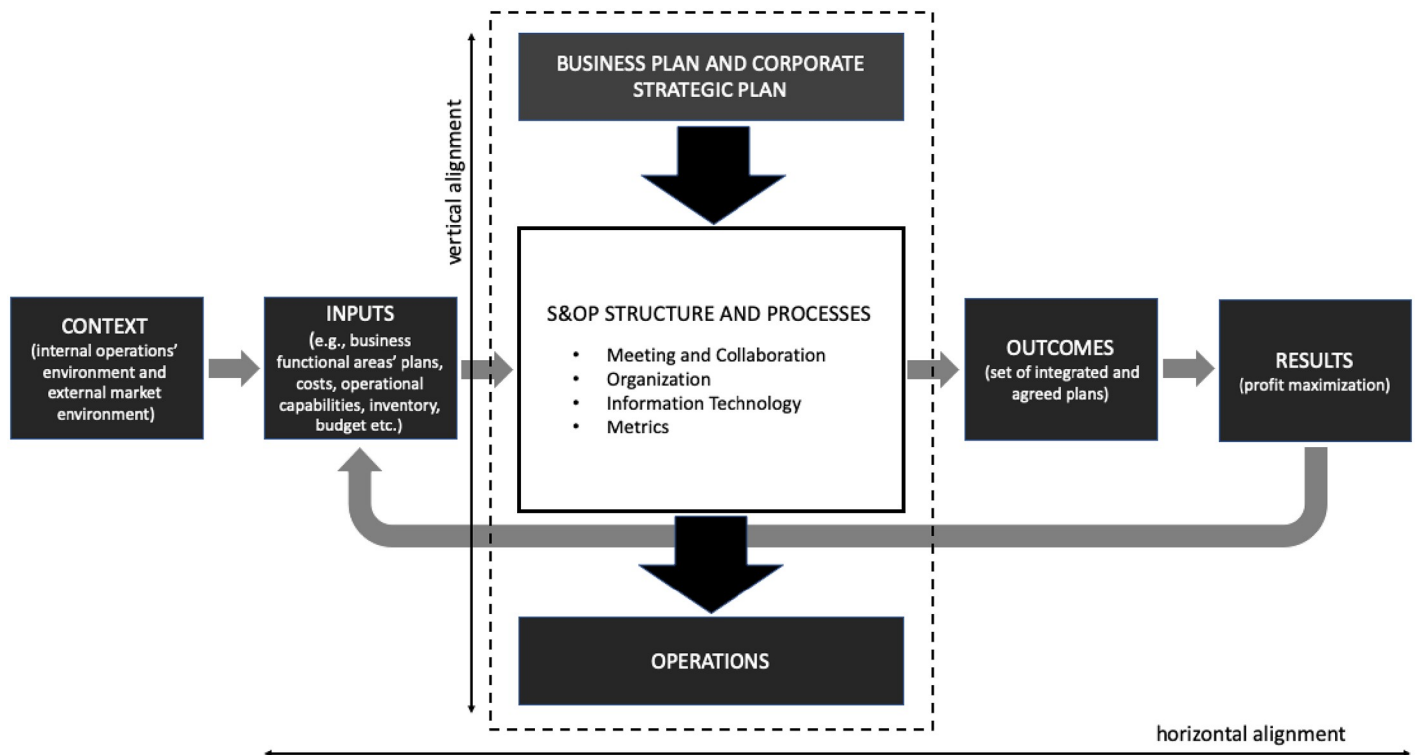 BUSINESS PLAN AND CORPORATE
STRATEGIC PLAN
vertical alignment
CONTEXT
(internal operations’
environment and
external market
environment)
INPUTS
(e.g., business
functional areas’ plans,
costs, operational
capabilities, inventory,
budget etc.)
S&OP STRUCTURE AND PROCESSES
• Meeting and Collaboration
• Organization
• Information Technology
• Metrics
OUTCOMES
(set of integrated and
agreed plans)
RESULTS
(profit maximization)
OPERATIONS
horizontal alignment